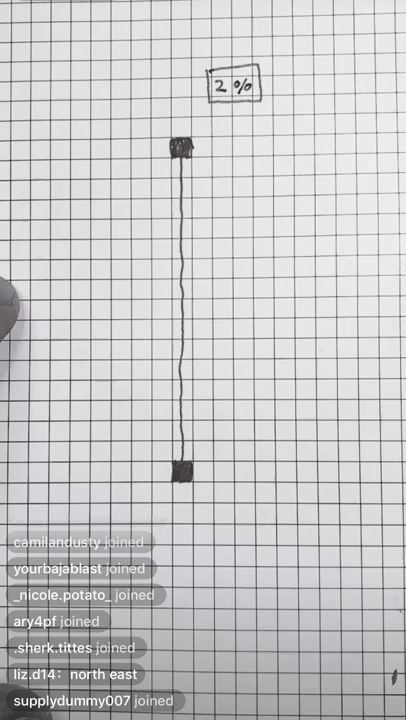 2 %
camilandusty joined
yourbajablast joined
_nicole.potato_ joined
ary4pf joined
.sherk.tittes joined
liz.d14: north east
supplydummy007 joined